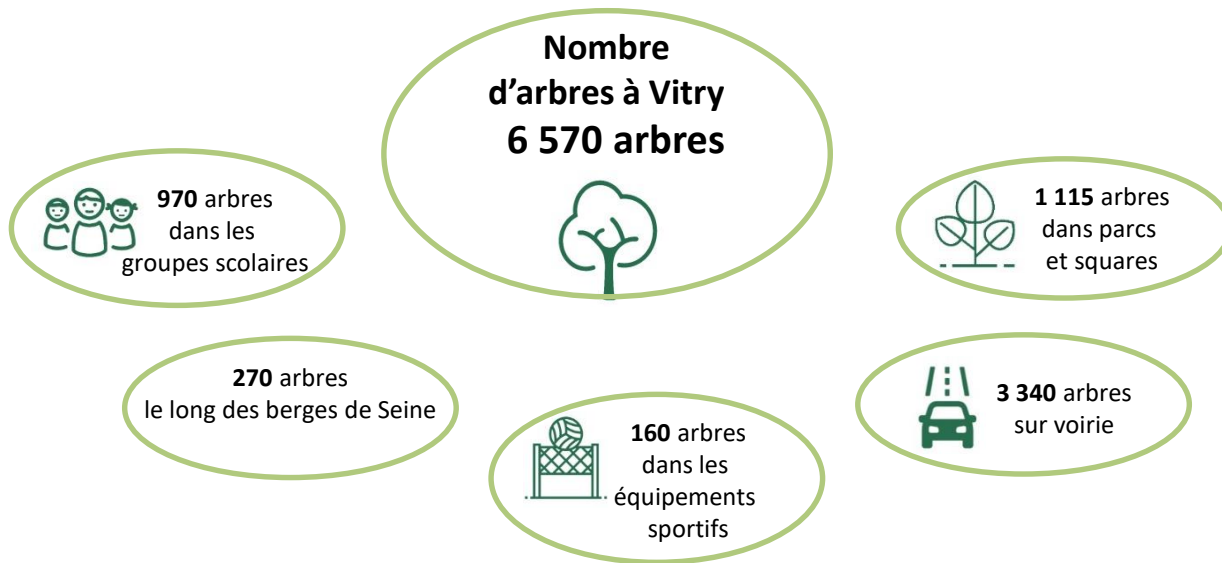 Nombre
d’arbres à Vitry
6 570 arbres
970 arbres
dans les
groupes scolaires
1 115 arbres
dans parcs
et squares
270 arbres
le long des berges de Seine
160 arbres
dans les
équipements
sportifs
3 340 arbres
sur voirie